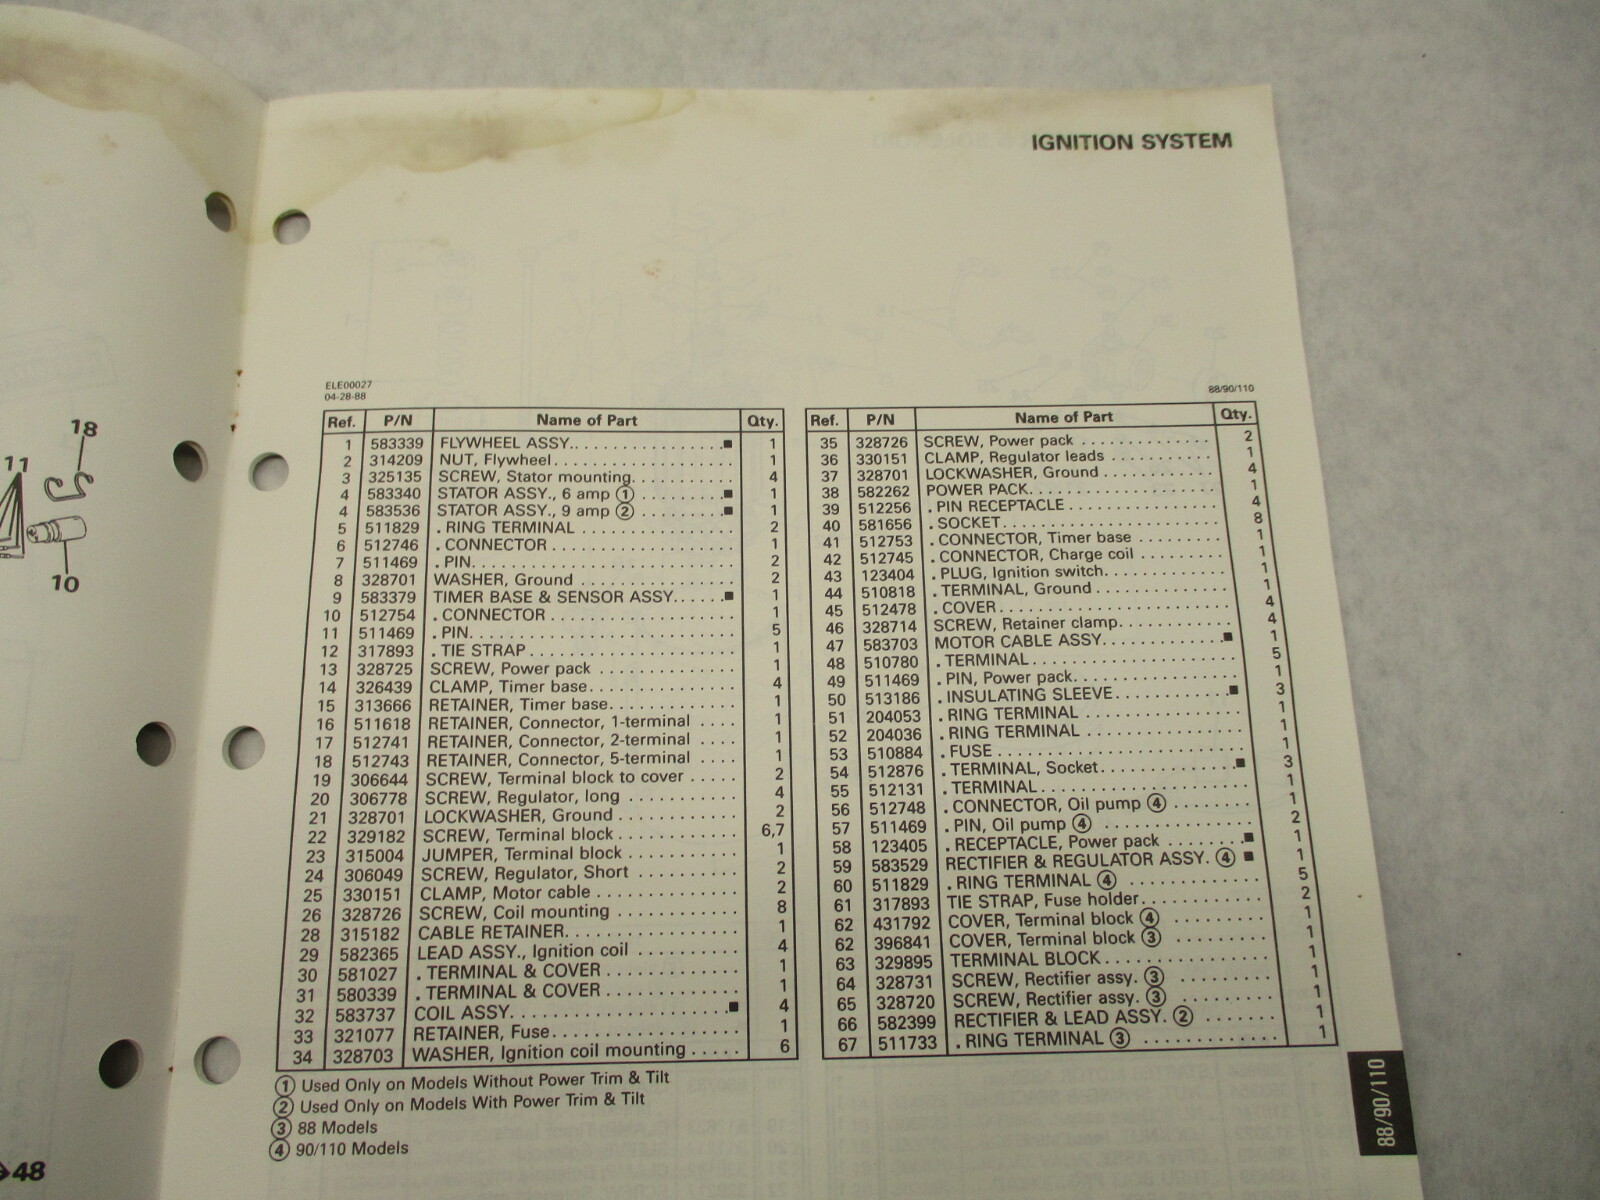 IGNITION SYSTEM
18
11
10
48
ELE00027
04-28-88
88/90/110
Ref. P/N Name of Part Qty.
1 583339 FLYWHEEL ASSY. ■ 1
2 314209 NUT, Flywheel 1
3 325135 SCREW, Stator mounting 4
4 583340 STATOR ASSY., 6 amp ① ■ 1
4 583536 STATOR ASSY., 9 amp ② ■ 1
5 511829 . RING TERMINAL 2
6 512746 . CONNECTOR 1
7 511469 . PIN 2
8 328701 WASHER, Ground 2
9 583379 TIMER BASE & SENSOR ASSY. ■ 1
10 512754 . CONNECTOR 1
11 511469 . PIN 5
12 317893 . TIE STRAP 1
13 328725 SCREW, Power pack 1
14 326439 CLAMP, Timer base 4
15 313666 RETAINER, Timer base 1
16 511618 RETAINER, Connector, 1-terminal 1
17 512741 RETAINER, Connector, 2-terminal 1
18 512743 RETAINER, Connector, 5-terminal 1
19 306644 SCREW, Terminal block to cover 2
20 306778 SCREW, Regulator, long 4
21 328701 LOCKWASHER, Ground 2
22 329182 SCREW, Terminal block 6,7
23 315004 JUMPER, Terminal block 1
24 306049 SCREW, Regulator, Short 2
25 330151 CLAMP, Motor cable 2
26 328726 SCREW, Coil mounting 8
28 315182 CABLE RETAINER 1
29 582365 LEAD ASSY., Ignition coil 4
30 581027 . TERMINAL & COVER 1
31 580339 . TERMINAL & COVER 1
32 583737 COIL ASSY. ■ 4
33 321077 RETAINER, Fuse 1
34 328703 WASHER, Ignition coil mounting 6
Ref. P/N Name of Part Qty.
35 328726 SCREW, Power pack 2
36 330151 CLAMP, Regulator leads 1
37 328701 LOCKWASHER, Ground 4
38 582262 POWER PACK 1
39 512256 . PIN RECEPTACLE 4
40 581656 . SOCKET 8
41 512753 . CONNECTOR, Timer base 1
42 512745 . CONNECTOR, Charge coil 1
43 123404 . PLUG, Ignition switch 1
44 510818 . TERMINAL, Ground 1
45 512478 . COVER 4
46 328714 SCREW, Retainer clamp 4
47 583703 MOTOR CABLE ASSY. ■ 1
48 510780 . TERMINAL 5
49 511469 . PIN, Power pack 1
50 513186 . INSULATING SLEEVE ■ 3
51 204053 . RING TERMINAL 1
52 204036 . RING TERMINAL 1
53 510884 . FUSE 1
54 512876 . TERMINAL, Socket ■ 3
55 512131 . TERMINAL 1
56 512748 . CONNECTOR, Oil pump ④ 1
57 511469 . PIN, Oil pump ④ 2
58 123405 . RECEPTACLE, Power pack ■ 1
59 583529 RECTIFIER & REGULATOR ASSY. ④ ■ 1
60 511829 . RING TERMINAL ④ 5
61 317893 TIE STRAP, Fuse holder 2
62 431792 COVER, Terminal block ④ 1
62 396841 COVER, Terminal block ③ 1
63 329895 TERMINAL BLOCK 1
64 328731 SCREW, Rectifier assy. ③ 1
65 328720 SCREW, Rectifier assy. ③ 1
66 582399 RECTIFIER & LEAD ASSY. ② 1
67 511733 . RING TERMINAL ③ 1
① Used Only on Models Without Power Trim & Tilt
② Used Only on Models With Power Trim & Tilt
③ 88 Models
④ 90/110 Models
88/90/110